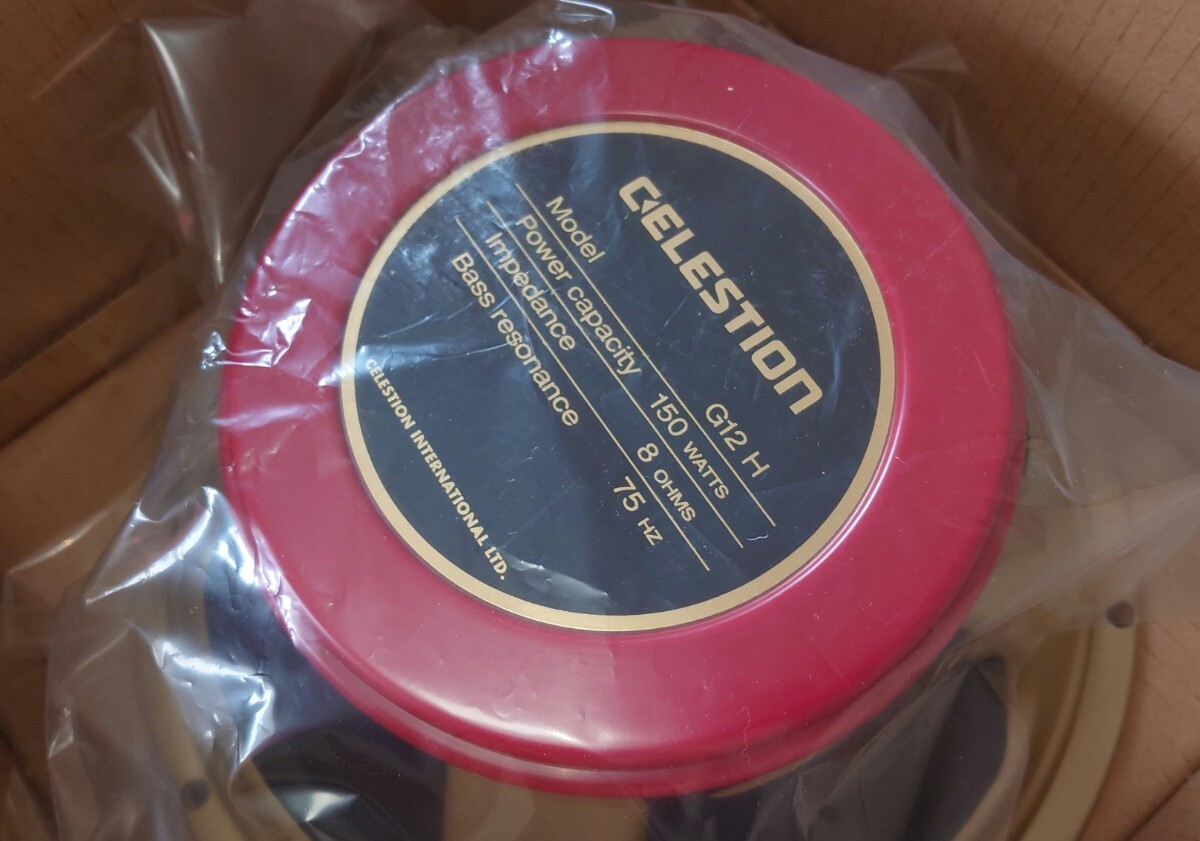 CELESTION
Model G12 H
Power capacity 150 WATTS
Impedance 8 OHMS
Bass resonance 75 HZ
CELESTION INTERNATIONAL LTD.